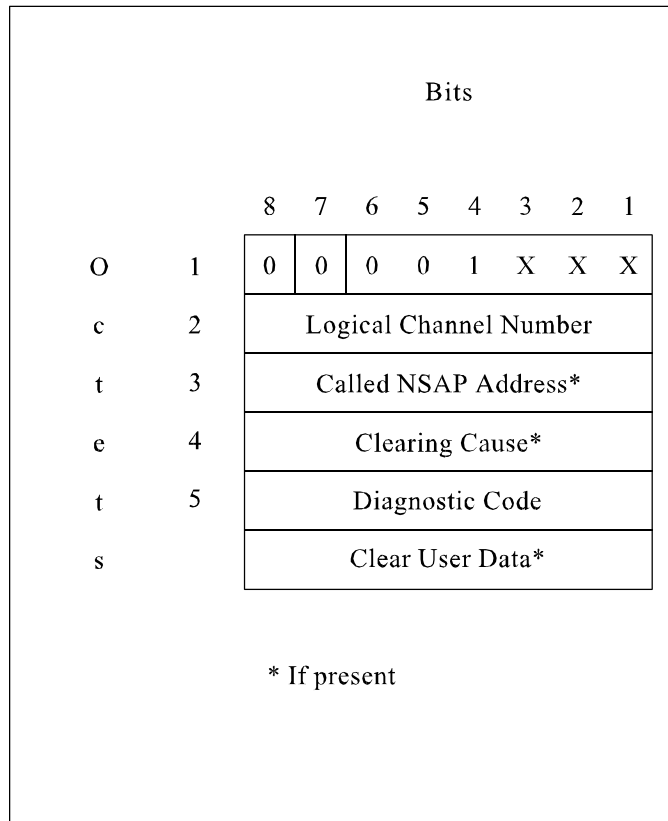 Bits
8 7 6 5 4 3 2 1
O 1 0 0 0 0 1 X X X
c 2 Logical Channel Number
t 3 Called NSAP Address*
e 4 Clearing Cause*
t 5 Diagnostic Code
s Clear User Data*
* If present